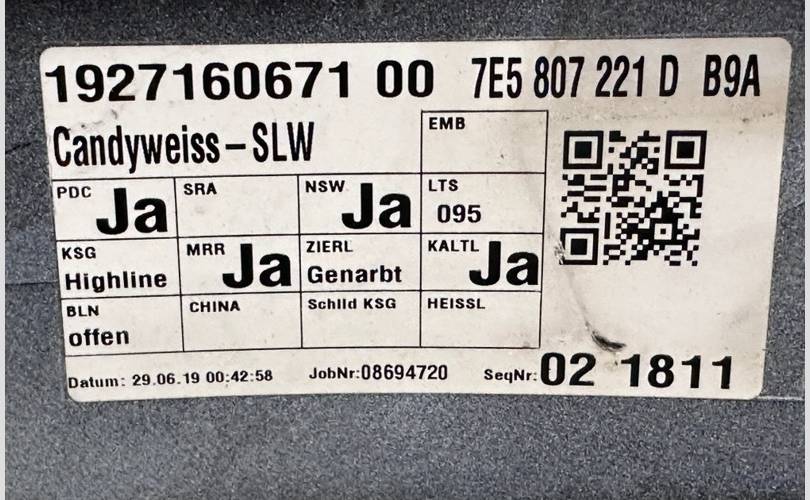 1927160671 00 7E5 807 221 D B9A
Candyweiss-SLW EMB
PDC Ja SRA NSW Ja LTS 095
KSG Highline MRR Ja ZIERL Genarbt KALTL Ja
BLN offen CHINA Schild KSG HEISSL
Datum: 29.06.19 00:42:58 JobNr:08694720 SeqNr:02 1811